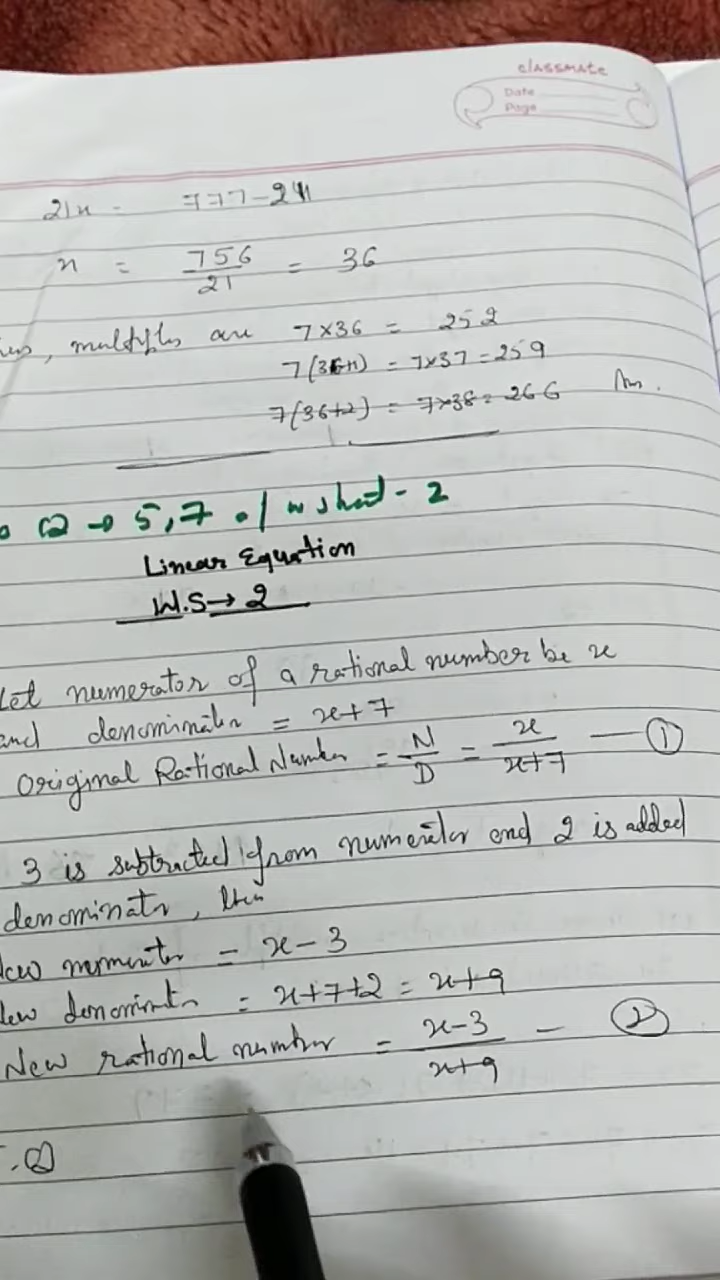 classmate
Date
Page
21x = 777-21
x = 756/21 = 36
multiples are 7×36 = 252
7(36+1) = 7×37 = 259
7(36+2) = 7×38 = 266 Ans.
Q → 5,7 of w sheet - 2
Linear Equation
W.S → 2
Let numerator of a rational number be x
and denominator = x+7
Original Rational Number = N/D = x/x+7 — ①
3 is subtracted from numerator and 2 is added
denominator, then
New numerator = x-3
New denominator = x+7+2 = x+9
New rational number = x-3/x+9 - ②